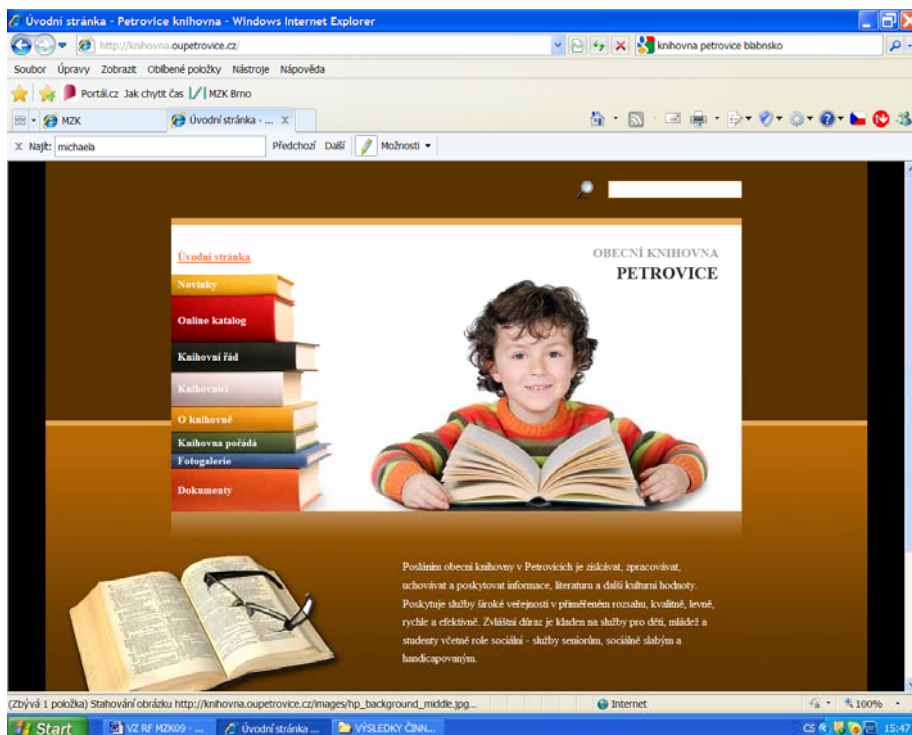 Úvodní stránka - Petrovice knihovna - Windows Internet Explorer
http://knihovna.oupetrovice.cz/
knihovna petrovice blabnsko
Soubor Úpravy Zobrazit Oblíbené položky Nástroje Nápověda
Portál.cz Jak chytit čas MZK Brno
MZK
Úvodní stránka - ... X
X Najít: michaela Předchozí Další Možnosti
OBECNÍ KNIHOVNA
PETROVICE
Úvodní stránka
Novinky
Online katalog
Knihovní řád
Knihovníci
O knihovně
Knihovna pořádá
Fotogalerie
Dokumenty
Posláním obecní knihovny v Petrovicích je získávat, zpracovávat,
uchovávat a poskytovat informace, literaturu a další kulturní hodnoty.
Poskytuje služby široké veřejnosti v přiměřeném rozsahu, kvalitně, levně,
rychle a efektivně. Zvláštní důraz je kladen na služby pro děti, mládež a
studenty včetně role sociální - služby seniorům, sociálně slabým a
handicapovaným.
(Zbývá 1 položka) Stahování obrázku http://knihovna.oupetrovice.cz/images/hp_background_middle.jpg...
Internet
100%
Start
VZ RF MZK09 - ...
Úvodní stránka ...
VÝSLEDKY ČINN...
CS
15:47